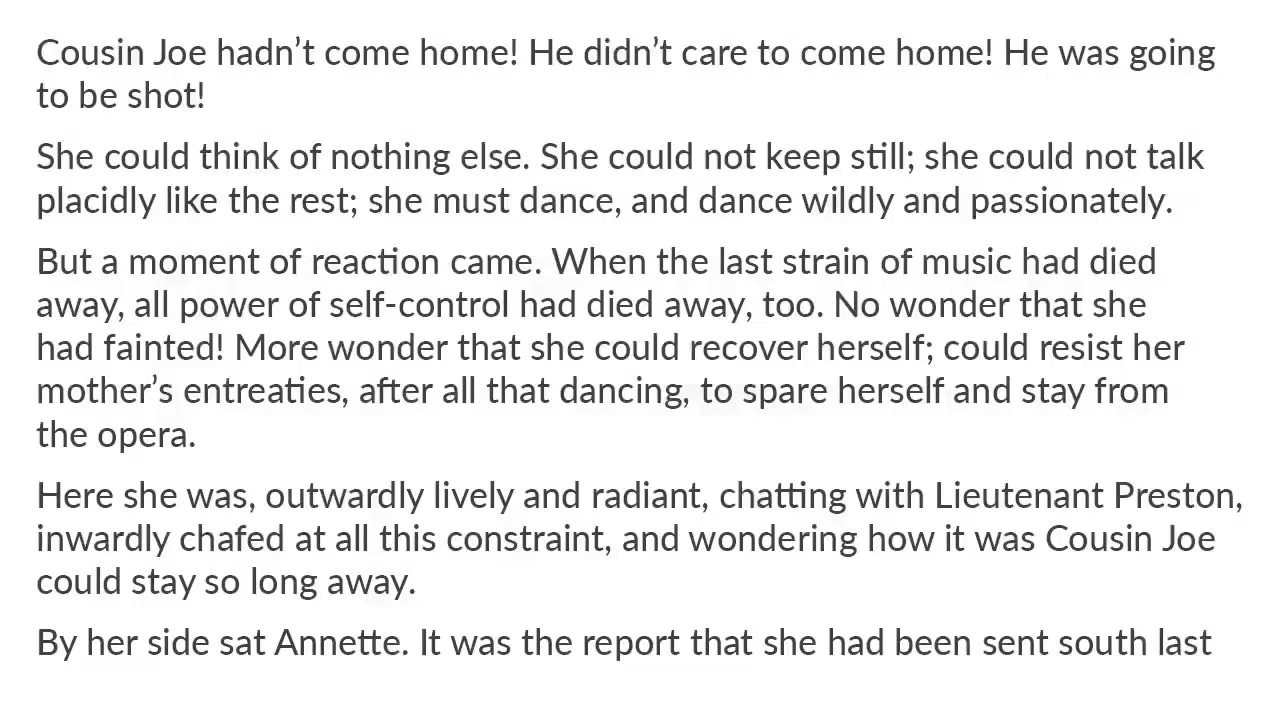 Cousin Joe hadn’t come home! He didn’t care to come home! He was going
to be shot!
She could think of nothing else. She could not keep still; she could not talk
placidly like the rest; she must dance, and dance wildly and passionately.
But a moment of reaction came. When the last strain of music had died
away, all power of self-control had died away, too. No wonder that she
had fainted! More wonder that she could recover herself; could resist her
mother’s entreaties, after all that dancing, to spare herself and stay from
the opera.
Here she was, outwardly lively and radiant, chatting with Lieutenant Preston,
inwardly chafed at all this constraint, and wondering how it was Cousin Joe
could stay so long away.
By her side sat Annette. It was the report that she had been sent south last